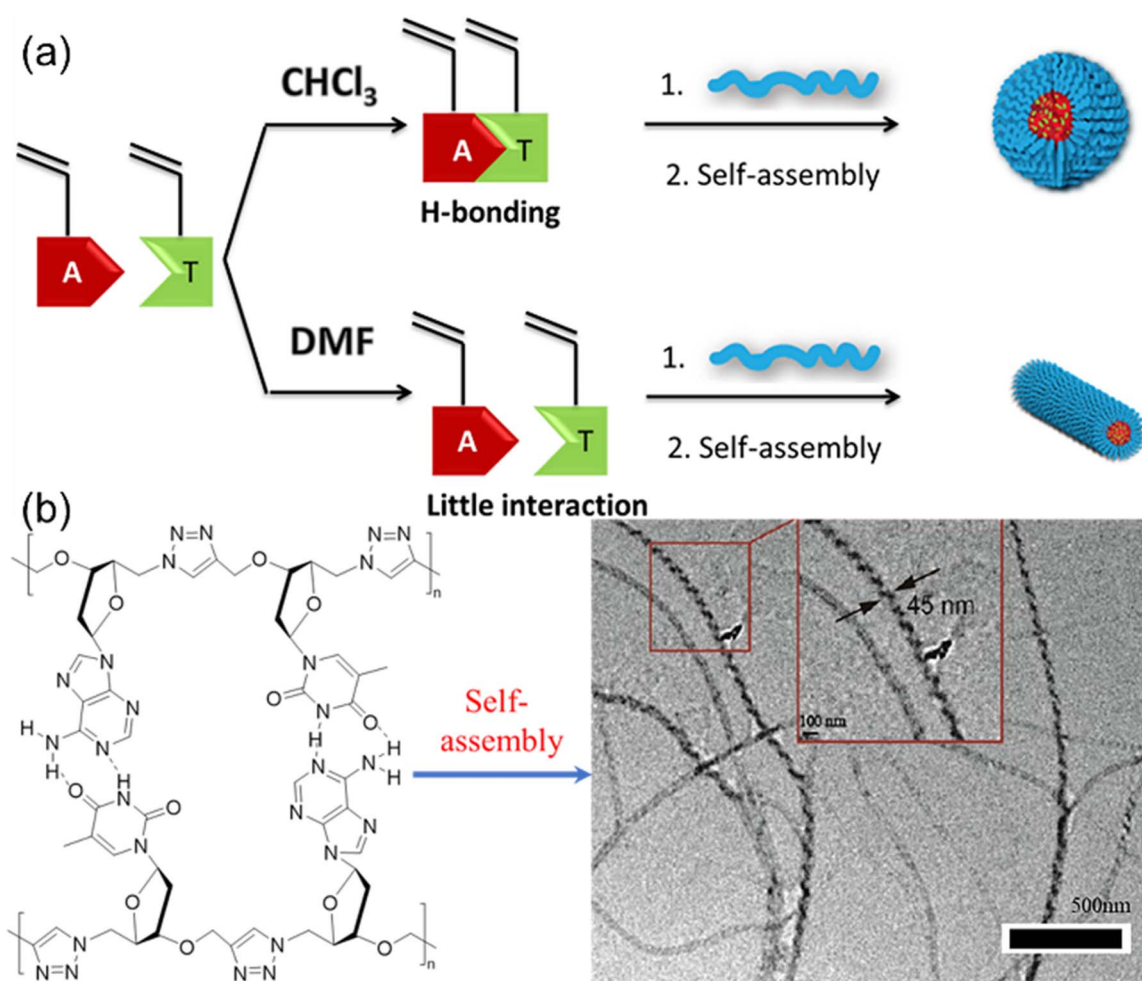 (a)
CHCl₃
1.
2. Self-assembly
A T
H-bonding
A T
DMF
1.
2. Self-assembly
A T
Little interaction
(b)
N=N
N
O
O
N
N=N
N
O
n
O
O
N
N
N
N
N
O
N
O
H
N
H
H
N
H
H
O
N
H
N
O
NH
O
N
N
N
N
N
O
O
O
N
N=N
O
N
N=N
O
n
Self-
assembly
45 nm
100 nm
500nm